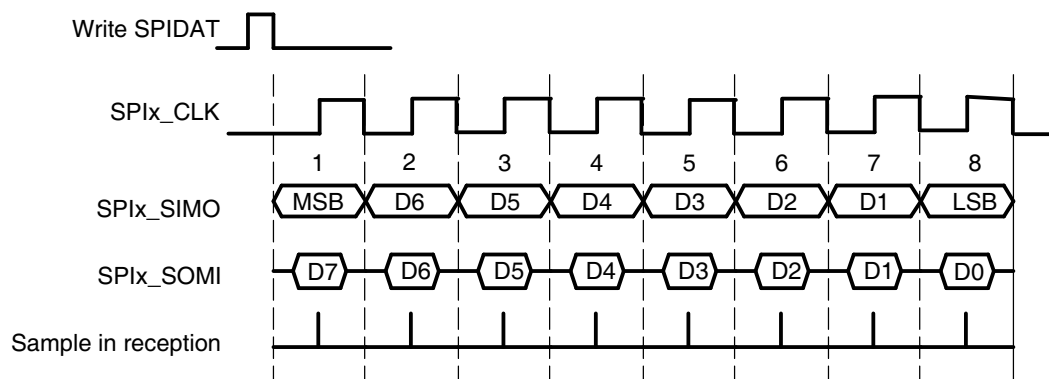 Write SPIDAT
SPIx_CLK
1 2 3 4 5 6 7 8
SPIx_SIMO MSB D6 D5 D4 D3 D2 D1 LSB
SPIx_SOMI D7 D6 D5 D4 D3 D2 D1 D0
Sample in reception